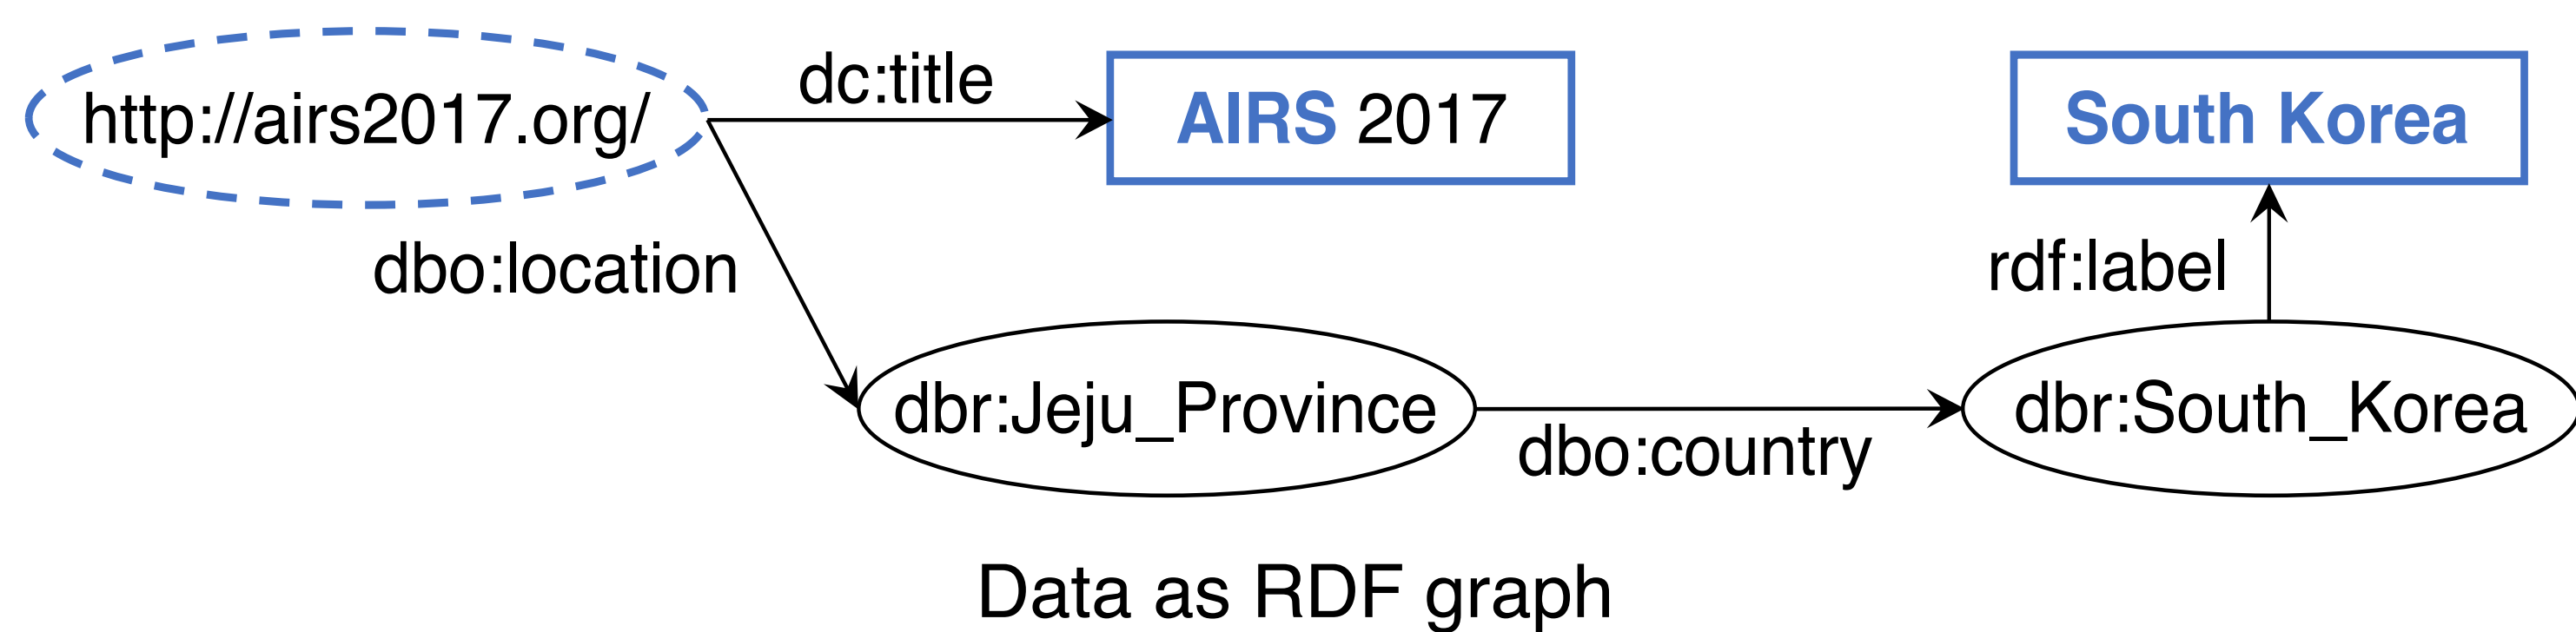 http://airs2017.org/
dc:title
AIRS 2017
South Korea
dbo:location
rdf:label
dbr:Jeju_Province
dbo:country
dbr:South_Korea
Data as RDF graph